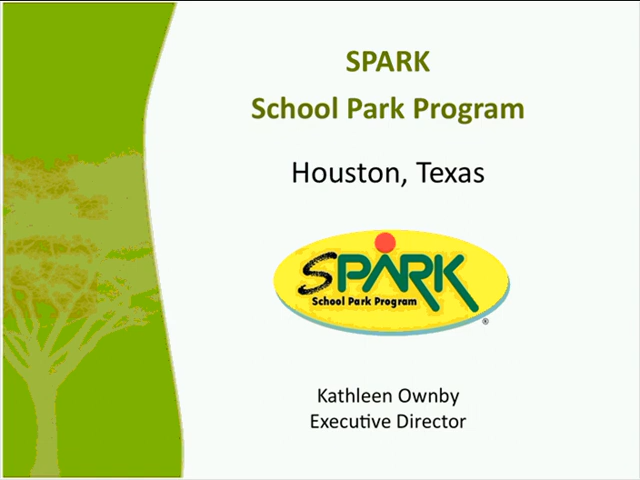 SPARK
School Park Program
Houston, Texas
SPARK
School Park Program
®
Kathleen Ownby
Executive Director